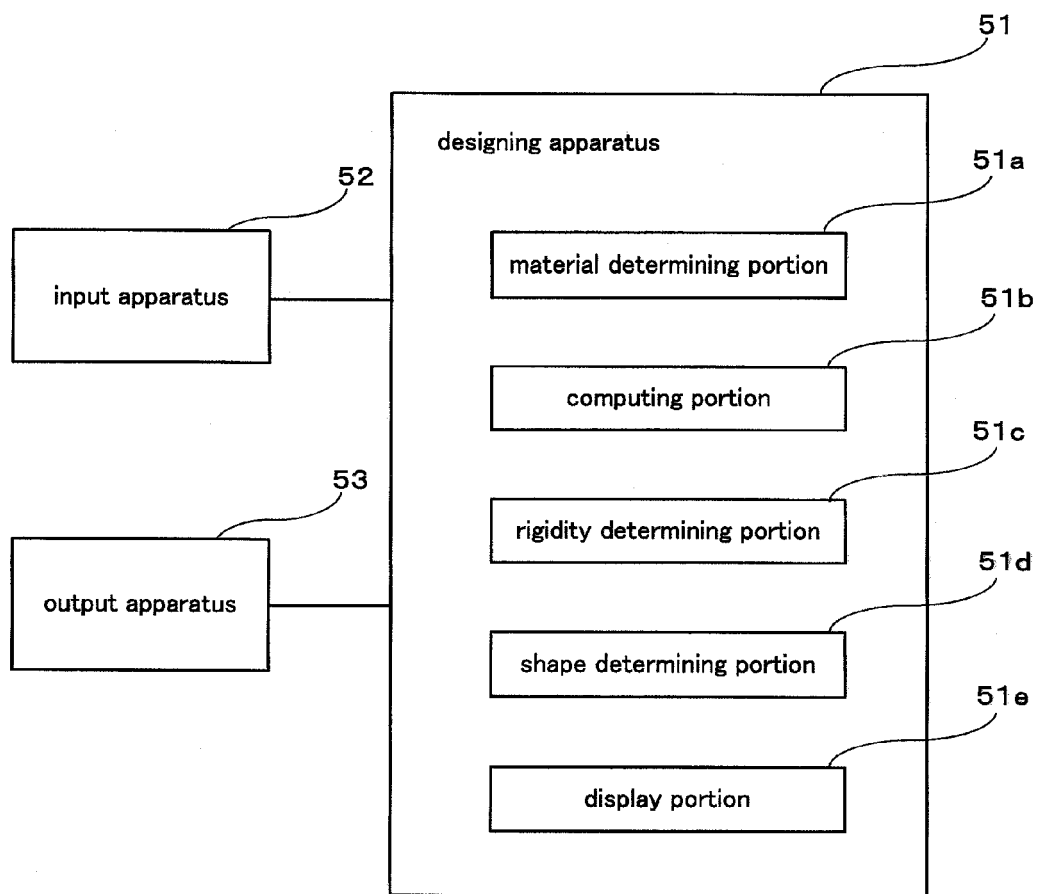 51
designing apparatus
52
51a
input apparatus
material determining portion
51b
computing portion
51c
53
rigidity determining portion
51d
output apparatus
shape determining portion
51e
display portion